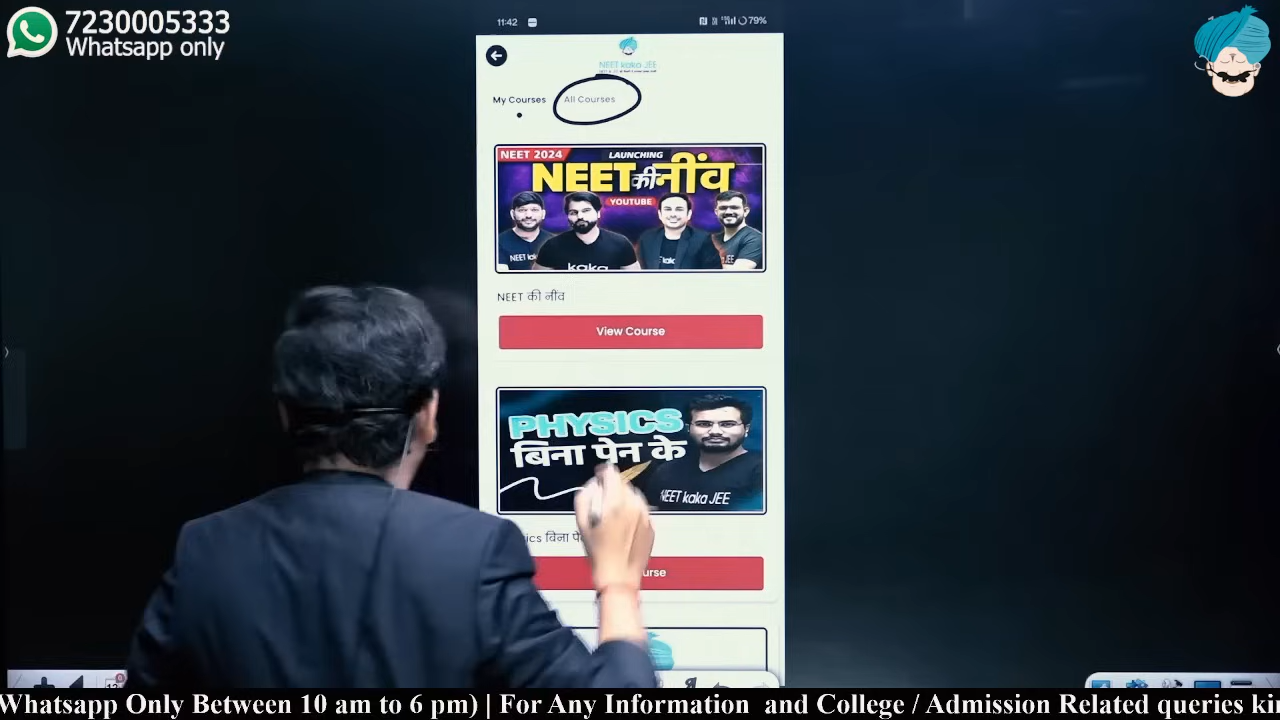 7230005333
Whatsapp only
11:42
79%
NEET kaka JEE
My Courses
All Courses
NEET 2024
LAUNCHING
NEET की नींव
YOUTUBE
kaka
NEET की नींव
View Course
PHYSICS
बिना पेन के
NEET kaka JEE
Whatsapp Only Between 10 am to 6 pm) | For Any Information and College / Admission Related queries